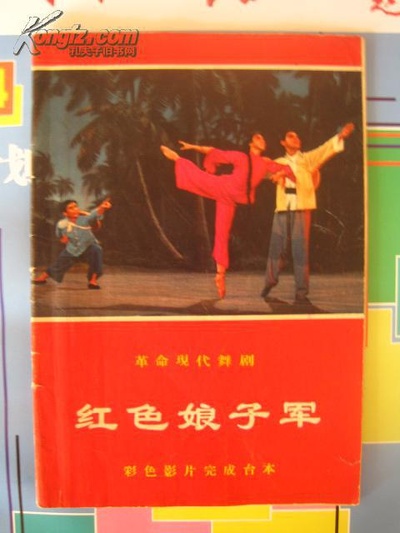 Kongfz.com
孔夫子旧书网
革命现代舞剧
红色娘子军
彩色影片完成台本